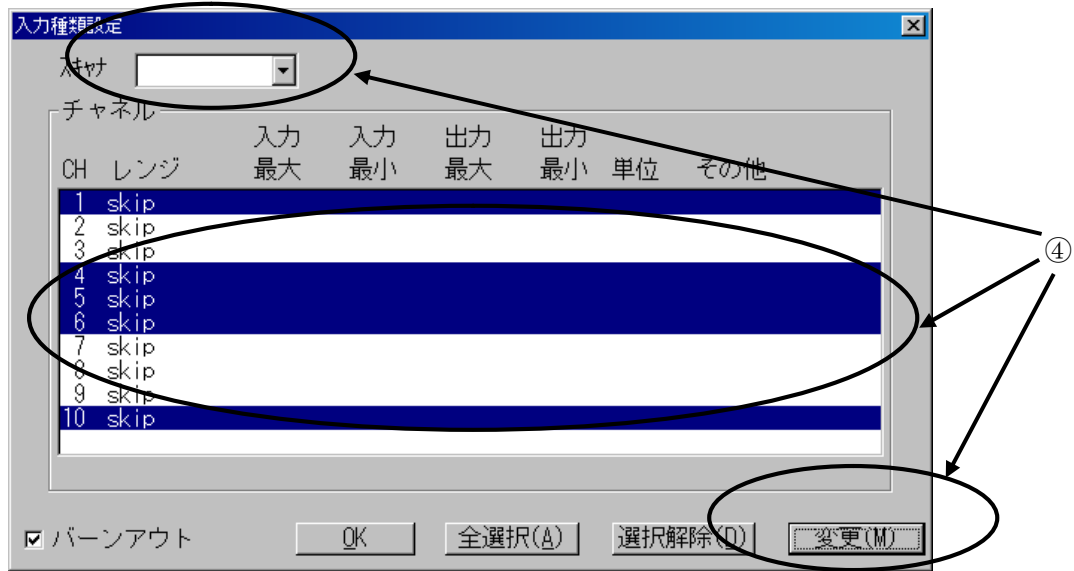 入力種類設定
スキャナ
チャネル
入力 入力 出力 出力
CH レンジ 最大 最小 最大 最小 単位 その他
1 skip
2 skip
3 skip
4 skip
5 skip
6 skip
7 skip
8 skip
9 skip
10 skip
④
バーンアウト OK 全選択(A) 選択解除(D) 変更(M)